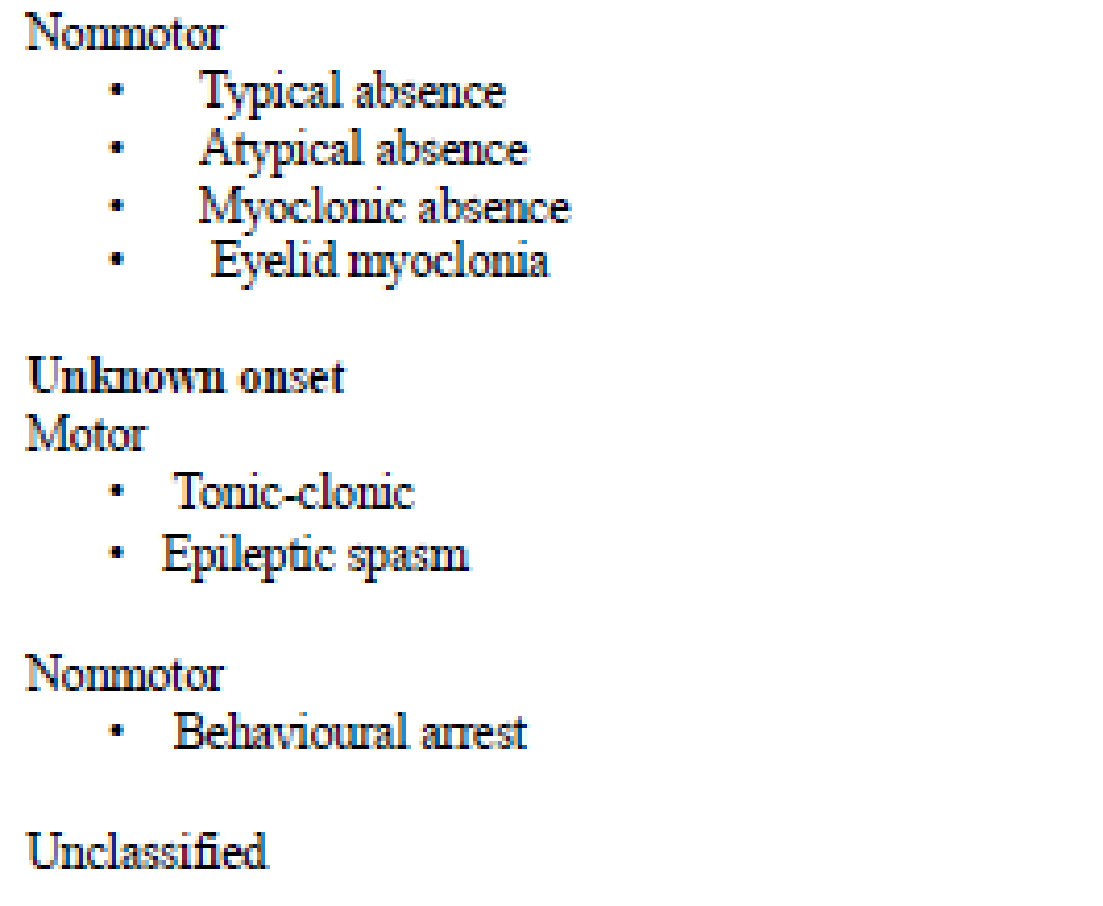 Nonmotor
• Typical absence
• Atypical absence
• Myoclonic absence
• Eyelid myoclonia
Unknown onset
Motor
• Tonic-clonic
• Epileptic spasm
Nonmotor
• Behavioural arrest
Unclassified